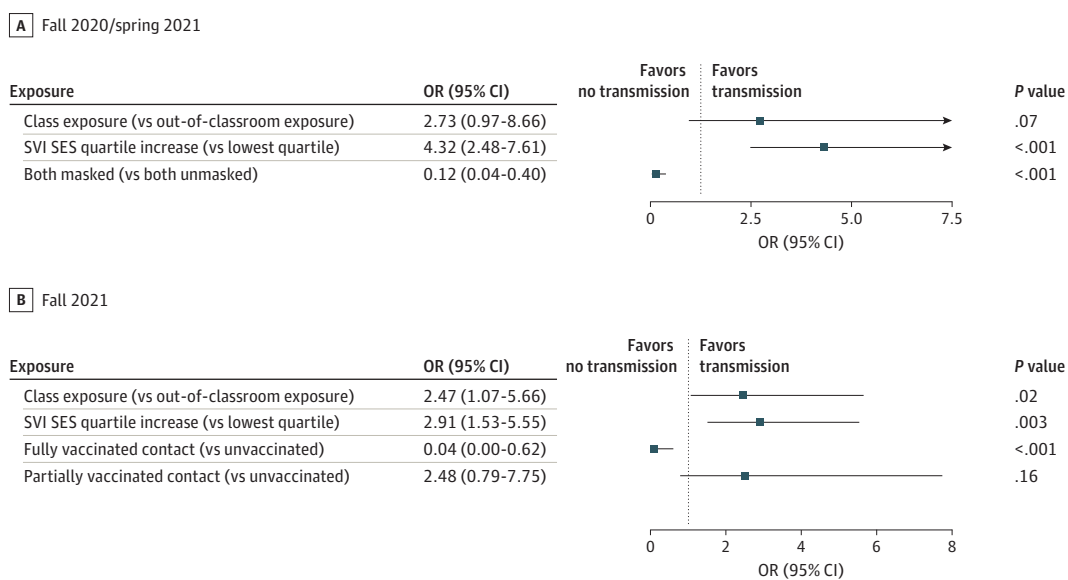 A Fall 2020/spring 2021
Favors no transmission
Favors transmission
Exposure OR (95% CI) P value
Class exposure (vs out-of-classroom exposure) 2.73 (0.97-8.66) .07
SVI SES quartile increase (vs lowest quartile) 4.32 (2.48-7.61) <.001
Both masked (vs both unmasked) 0.12 (0.04-0.40) <.001
0 2.5 5.0 7.5
OR (95% CI)
B Fall 2021
Favors no transmission
Favors transmission
Exposure OR (95% CI) P value
Class exposure (vs out-of-classroom exposure) 2.47 (1.07-5.66) .02
SVI SES quartile increase (vs lowest quartile) 2.91 (1.53-5.55) .003
Fully vaccinated contact (vs unvaccinated) 0.04 (0.00-0.62) <.001
Partially vaccinated contact (vs unvaccinated) 2.48 (0.79-7.75) .16
0 2 4 6 8
OR (95% CI)